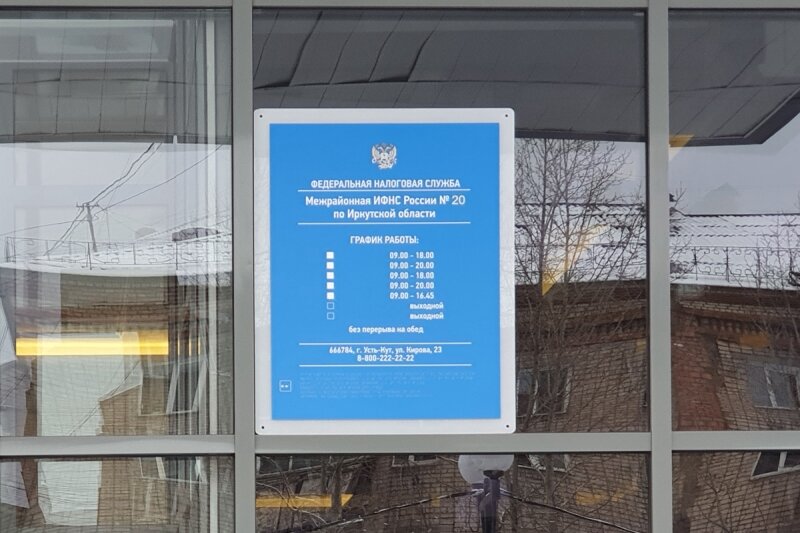 ФЕДЕРАЛЬНАЯ НАЛОГОВАЯ СЛУЖБА
Межрайонная ИФНС России № 20
по Иркутской области
ГРАФИК РАБОТЫ:
09.00 - 18.00
09.00 - 20.00
09.00 - 18.00
09.00 - 20.00
09.00 - 16.45
выходной
выходной
без перерыва на обед
666784, г. Усть-Кут, ул. Кирова, 23
8-800-222-22-22